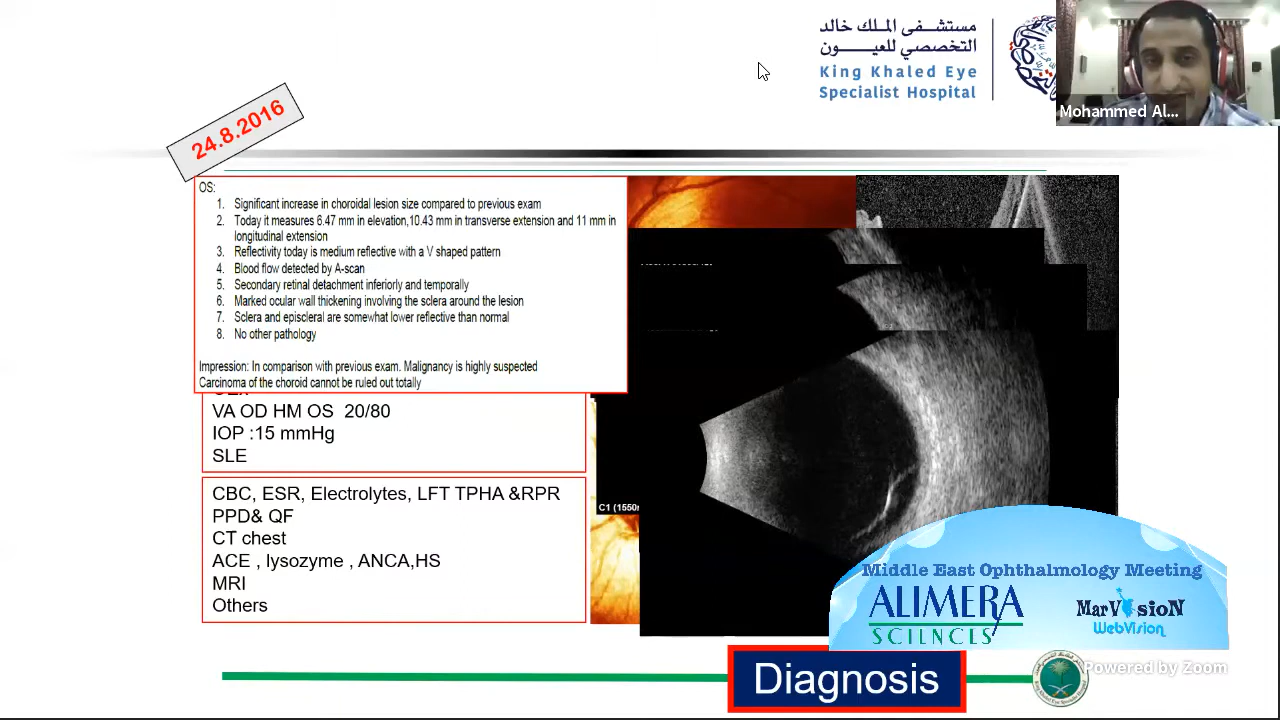 مستشفى الملك خالد
التخصصي للعيون
King Khaled Eye
Specialist Hospital
Mohammed Al...
24.8.2016
OS:
1. Significant increase in choroidal lesion size compared to previous exam
2. Today it measures 6.47 mm in elevation,10.43 mm in transverse extension and 11 mm in
longitudinal extension
3. Reflectivity today is medium reflective with a V shaped pattern
4. Blood flow detected by A-scan
5. Secondary retinal detachment inferiorly and temporally
6. Marked ocular wall thickening involving the sclera around the lesion
7. Sclera and episcleral are somewhat lower reflective than normal
8. No other pathology
Impression: In comparison with previous exam. Malignancy is highly suspected
Carcinoma of the choroid cannot be ruled out totally
VA OD HM OS 20/80
IOP :15 mmHg
SLE
CBC, ESR, Electrolytes, LFT TPHA &RPR
PPD& QF
CT chest
ACE , lysozyme , ANCA,HS
MRI
Others
C1 (1550
Middle East Ophthalmology Meeting
ALIMERA
SCIENCES
MarVision
WebVision
Diagnosis
Powered by Zoom